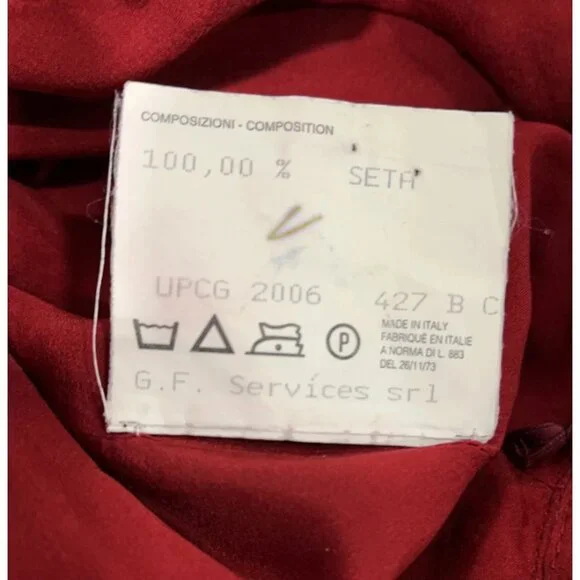 COMPOSIZIONI - COMPOSITION
100,00 % SETA
UPCG 2006 427 B C
P
MADE IN ITALY
FABRIQUÉ EN ITALIE
A NORMA DI L. 883
DEL 26/11/73
G.F. Services srl